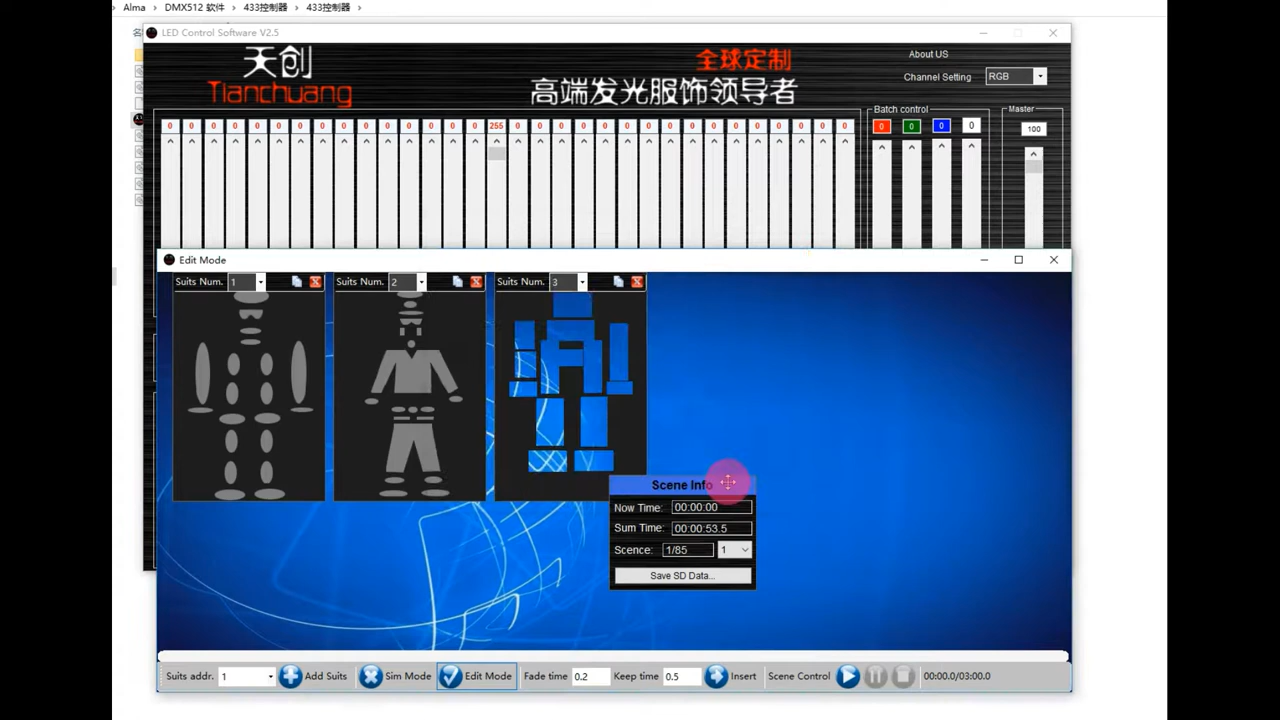 Alma › DMX512 软件 › 433控制器 › 433控制器 ›
LED Control Software V2.5
天创
Tianchuang
全球定制
高端发光服饰领导者
About US
Channel Setting RGB
Batch control
Master
0 0 0 0 0 0 0 0 0 0 0 0 0 0 0 255 0 0 0 0 0 0 0 0 0 0 0 0 0 0 0 0
0 0 0 0
100
Edit Mode
Suits Num. 1
Suits Num. 2
Suits Num. 3
Scene Info
Now Time: 00:00:00
Sum Time: 00:00:53.5
Scence: 1/85 1
Save SD Data...
Suits addr. 1 Add Suits Sim Mode Edit Mode Fade time 0.2 Keep time 0.5 Insert Scene Control 00:00.0/03:00.0